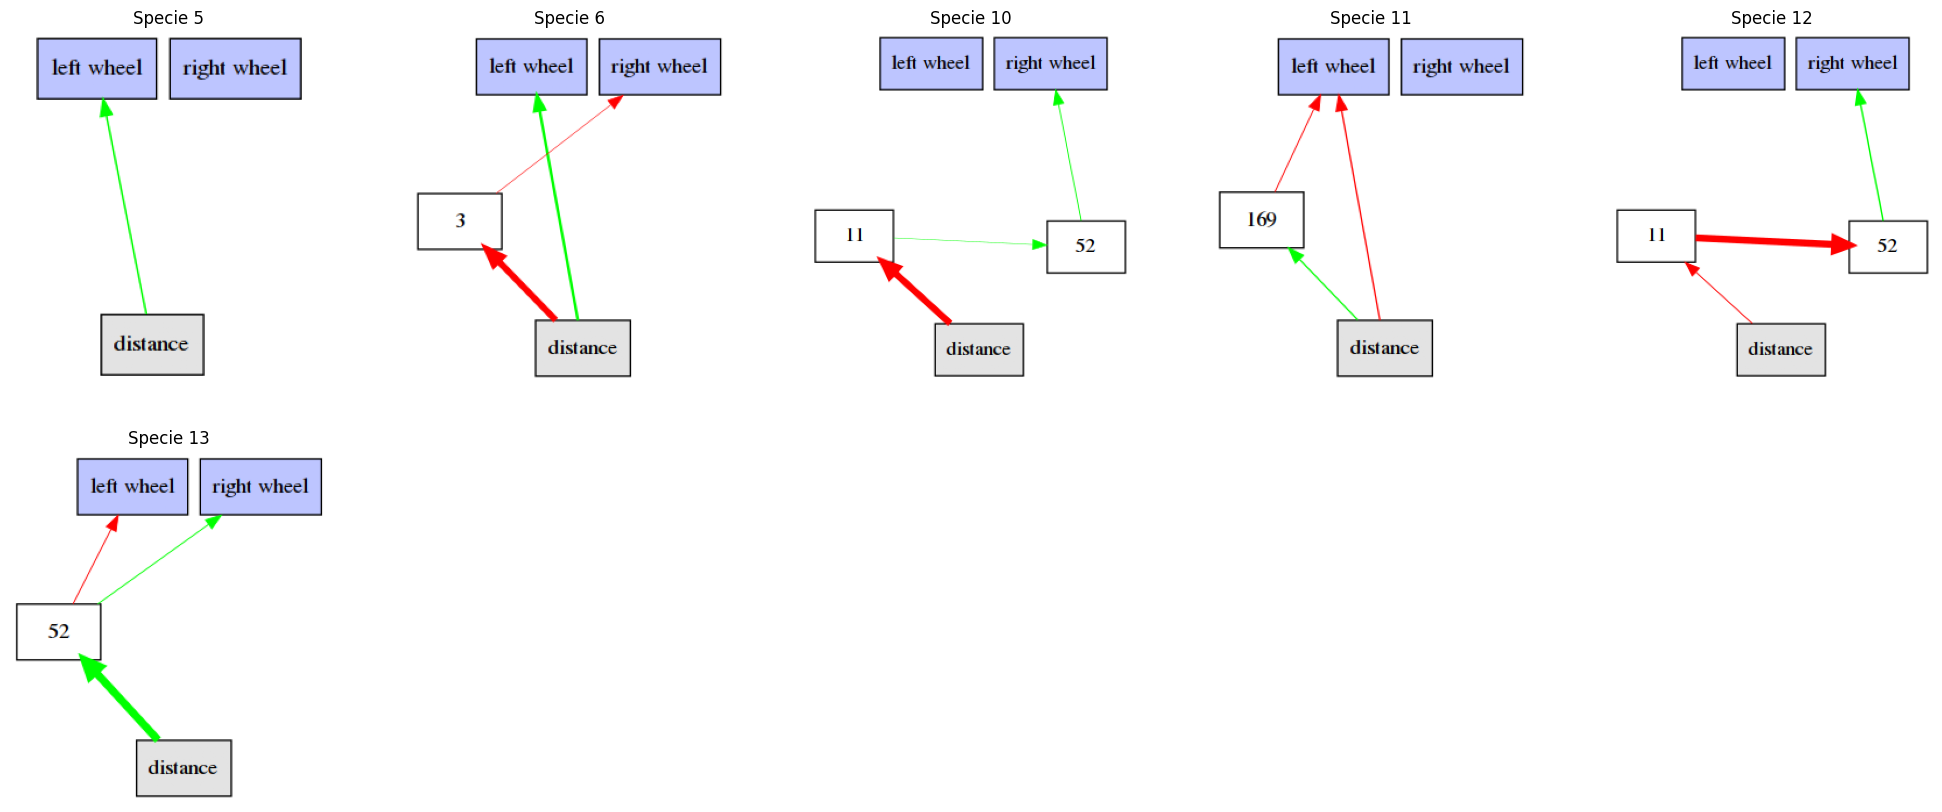 Specie 5
left wheel
right wheel
distance
Specie 6
left wheel
right wheel
3
distance
Specie 10
left wheel
right wheel
11
52
distance
Specie 11
left wheel
right wheel
169
distance
Specie 12
left wheel
right wheel
11
52
distance
Specie 13
left wheel
right wheel
52
distance